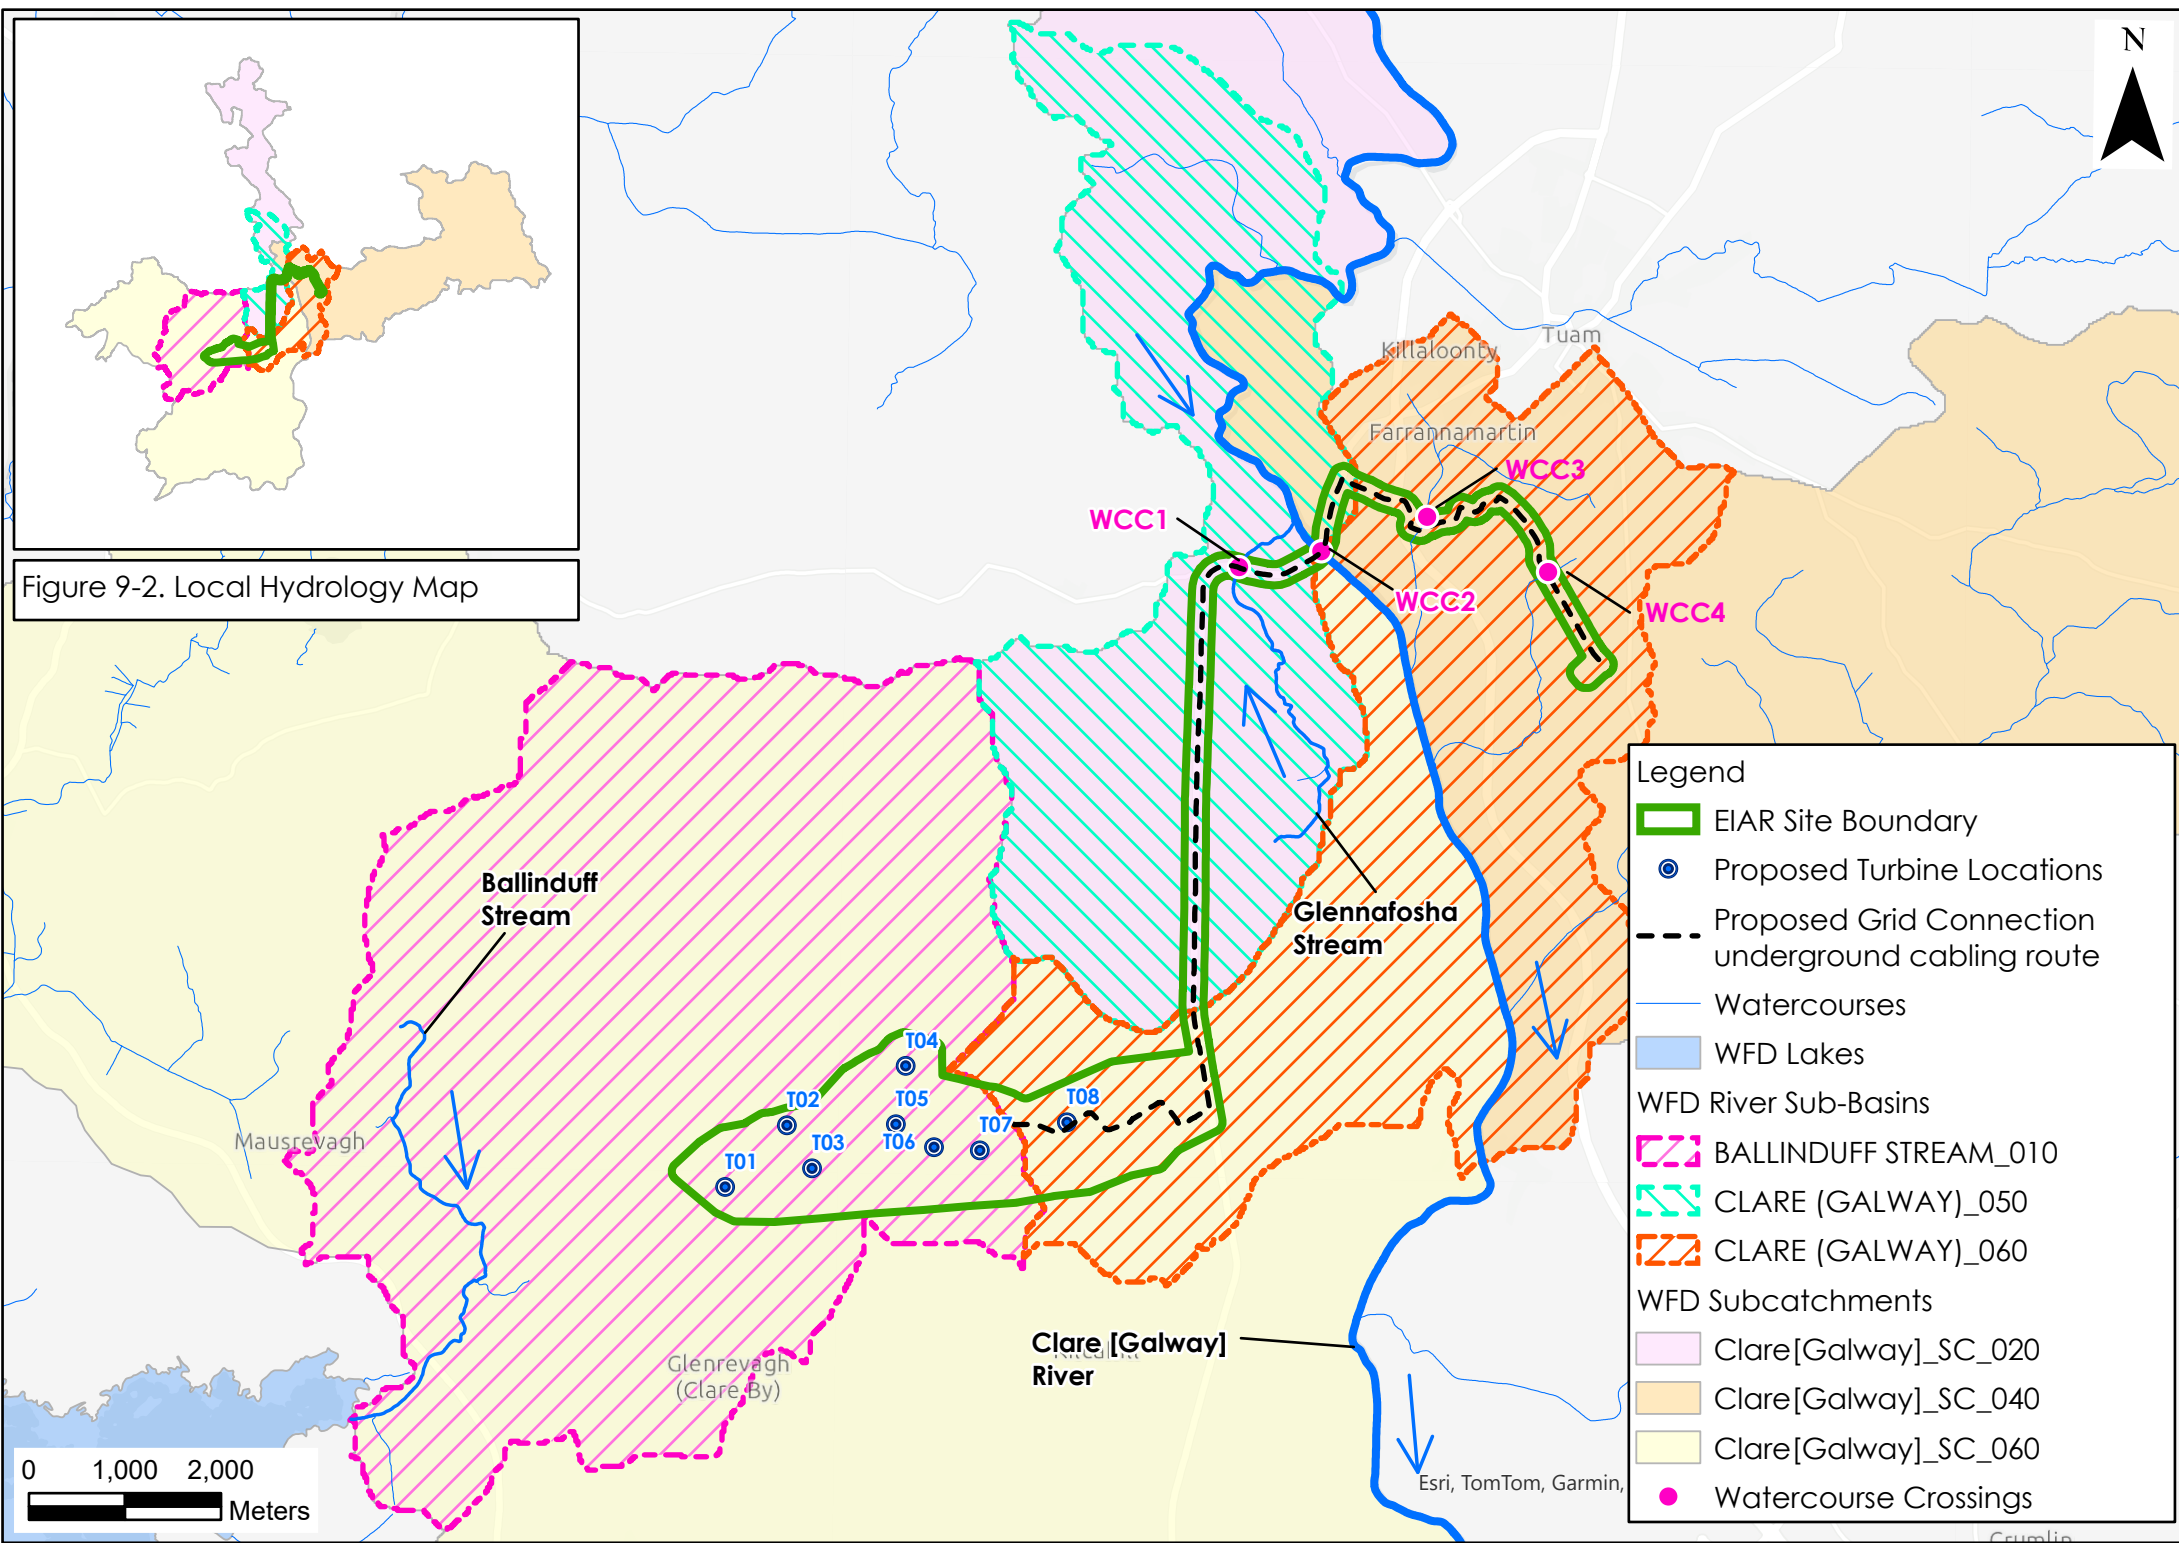 N
Figure 9-2. Local Hydrology Map
Tuam
Killaloonty
Farrannamartin
WCC3
WCC1
WCC2
WCC4
Ballinduff
Stream
Glennafosha
Stream
T04
T02
T05
T08
T07
T06
T03
T01
Mausrevagh
Glenrevagh
(Clare By)
Clare [Galway]
River
0 1,000 2,000
Meters
Esri, TomTom, Garmin,
Crumlin
Legend
EIAR Site Boundary
Proposed Turbine Locations
Proposed Grid Connection
underground cabling route
Watercourses
WFD Lakes
WFD River Sub-Basins
BALLINDUFF STREAM_010
CLARE (GALWAY)_050
CLARE (GALWAY)_060
WFD Subcatchments
Clare[Galway]_SC_020
Clare[Galway]_SC_040
Clare[Galway]_SC_060
Watercourse Crossings